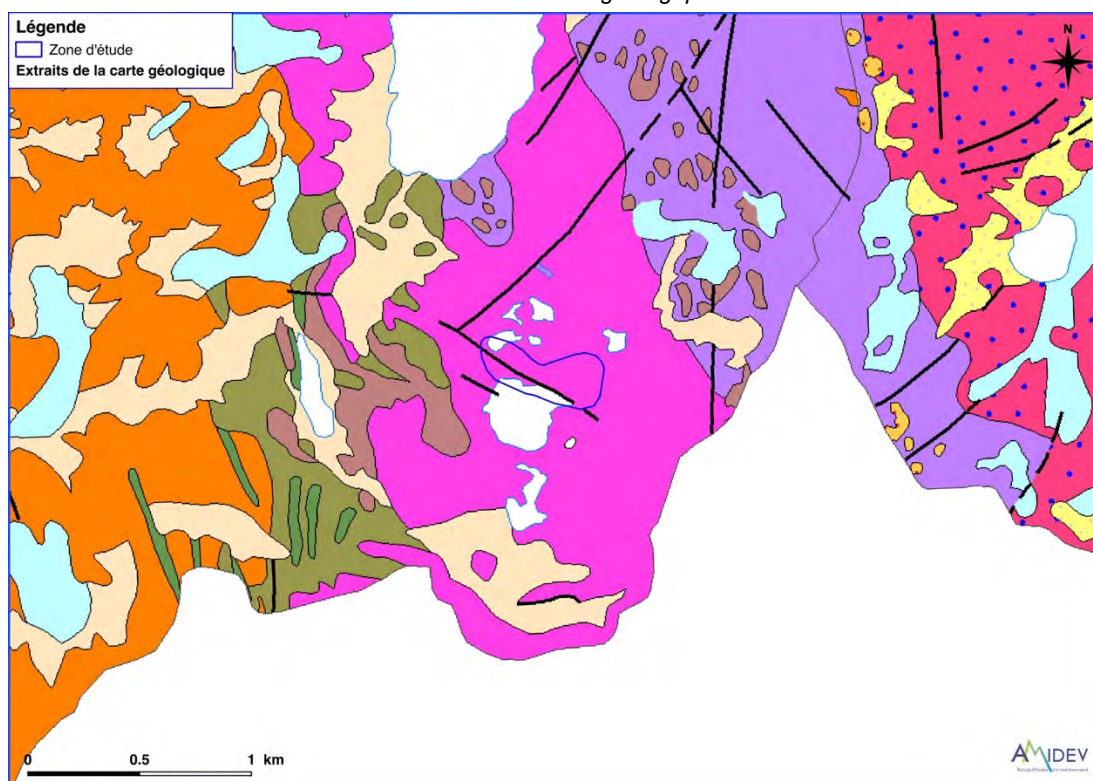 Légende
Zone d'étude
Extraits de la carte géologique
N
0 0.5 1 km
AMIDEV